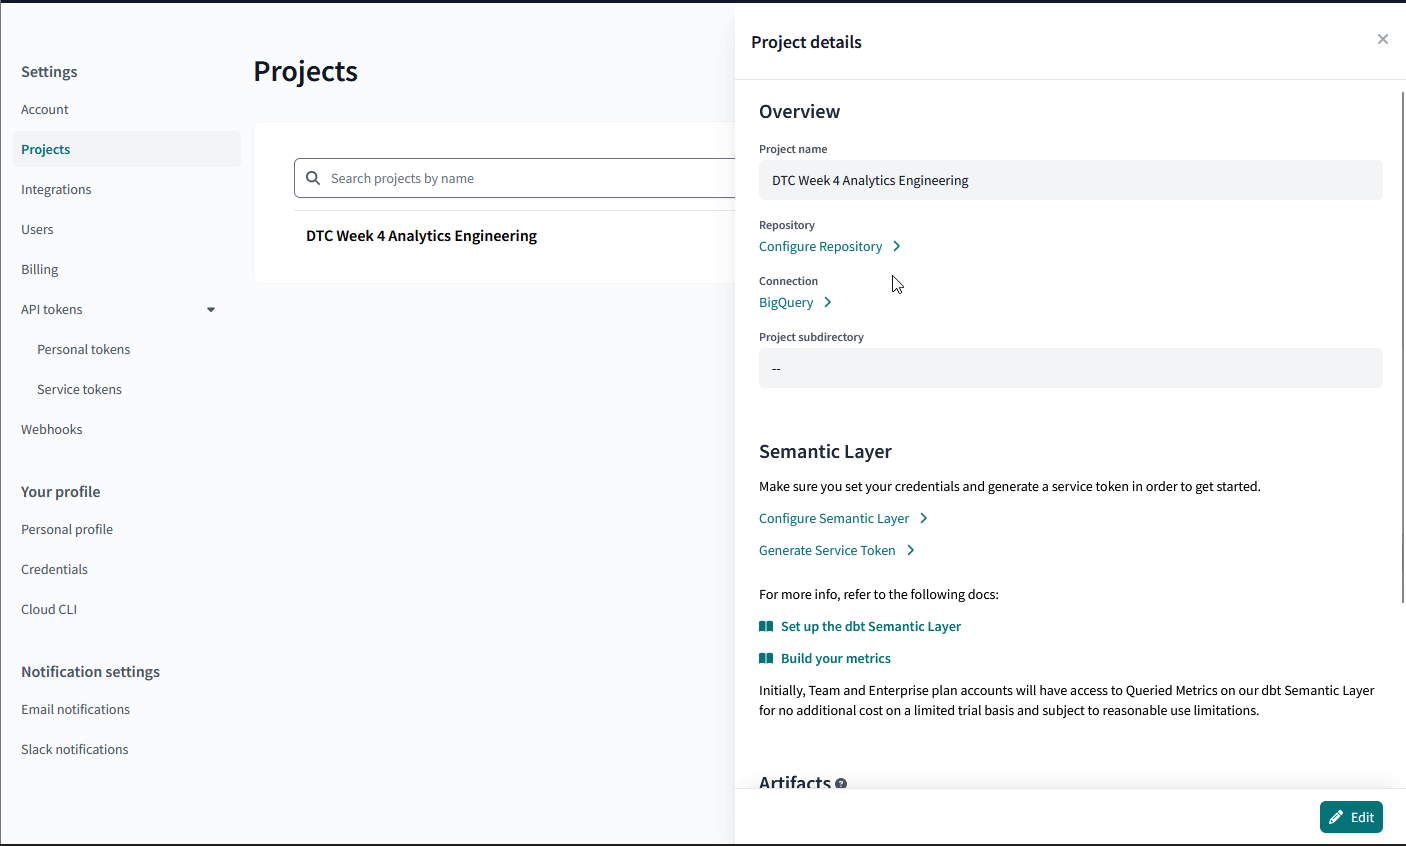 Settings
Account
Projects
Integrations
Users
Billing
API tokens
Personal tokens
Service tokens
Webhooks
Your profile
Personal profile
Credentials
Cloud CLI
Notification settings
Email notifications
Slack notifications
Projects
Search projects by name
DTC Week 4 Analytics Engineering
Project details
Overview
Project name
DTC Week 4 Analytics Engineering
Repository
Configure Repository
Connection
BigQuery
Project subdirectory
--
Semantic Layer
Make sure you set your credentials and generate a service token in order to get started.
Configure Semantic Layer
Generate Service Token
For more info, refer to the following docs:
Set up the dbt Semantic Layer
Build your metrics
Initially, Team and Enterprise plan accounts will have access to Queried Metrics on our dbt Semantic Layer
for no additional cost on a limited trial basis and subject to reasonable use limitations.
Artifacts ?
Edit